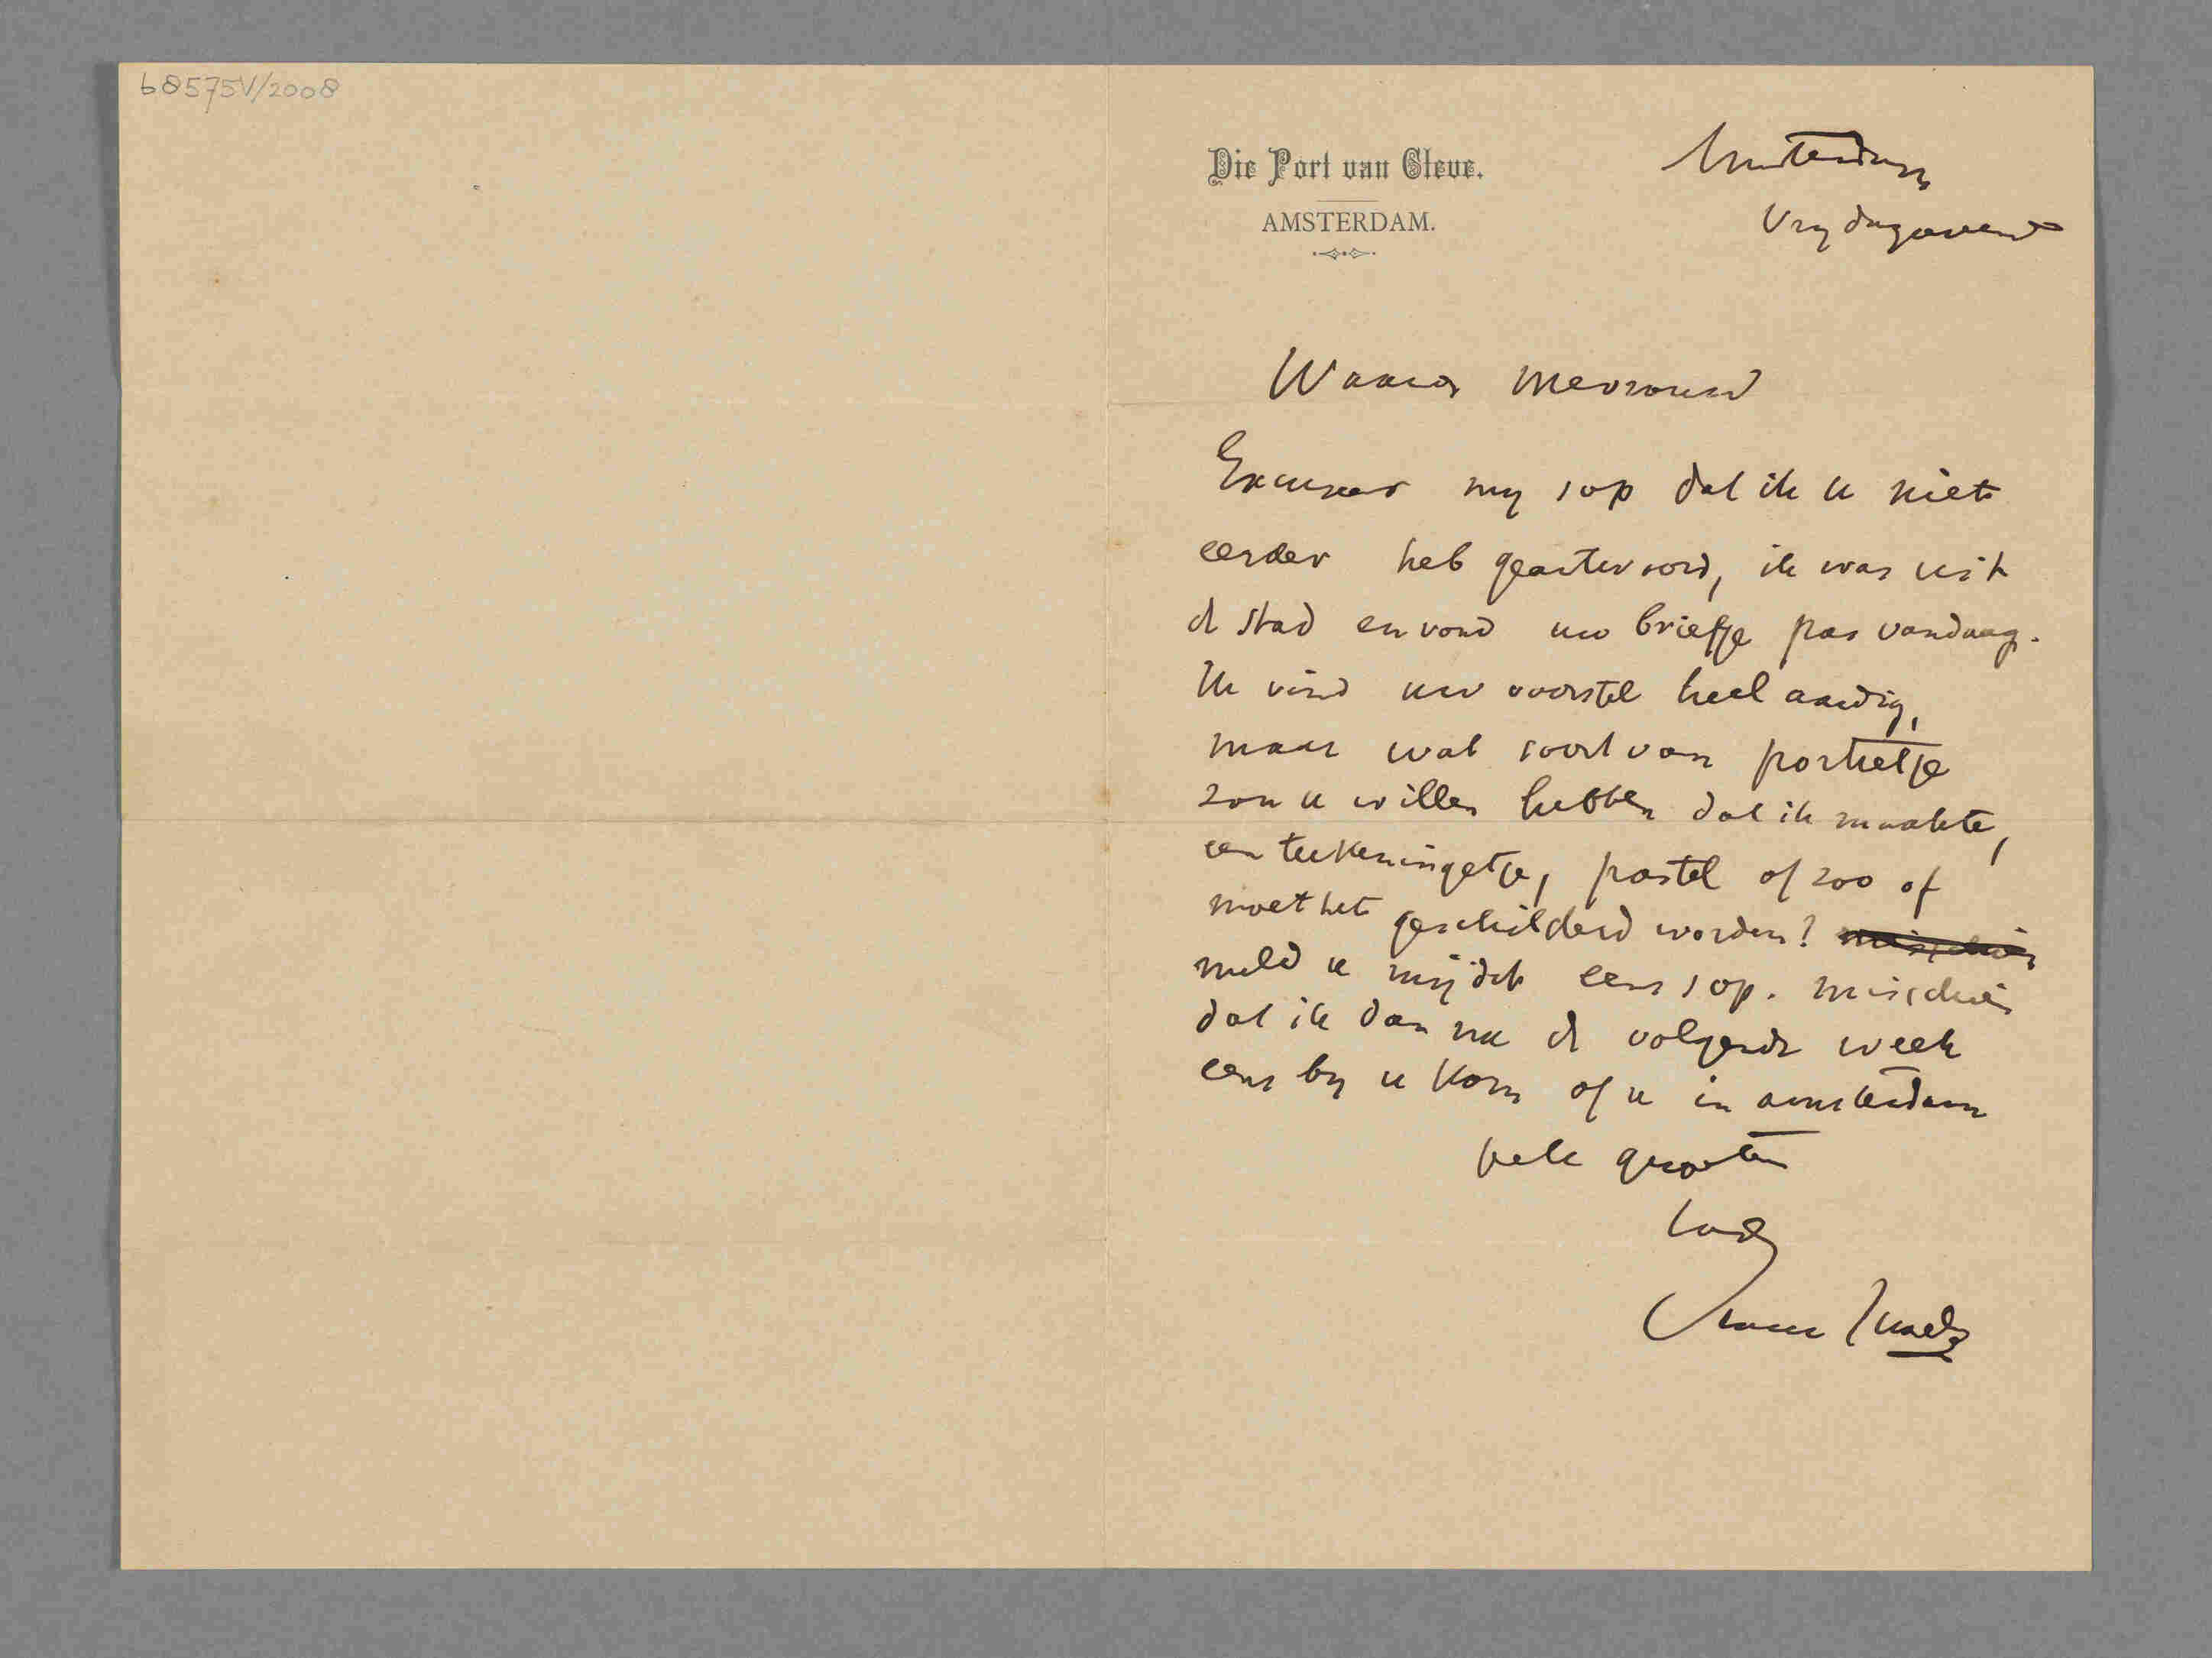 b8575V/2008
Die Port van Cleve.
AMSTERDAM.
Amsterdam
Vrydagavond
Waarde Mevrouw
Excuseer my s.v.p dat ik u niet
eerder heb geantwoord, ik was uit
de stad en vond uw briefje pas vandaag.
Ik vind uw voorstel heel aardig,
maar wat soort van portretje
zou u willen hebben dat ik maakte,
een teekeningetje, pastel of zoo of
moet het geschilderd worden? misschien
meld u mij dit eens s.v.p. misschien
dat ik dan na de volgende week
eens by u kom of u in amsterdam
vele groeten
Isaac Israels